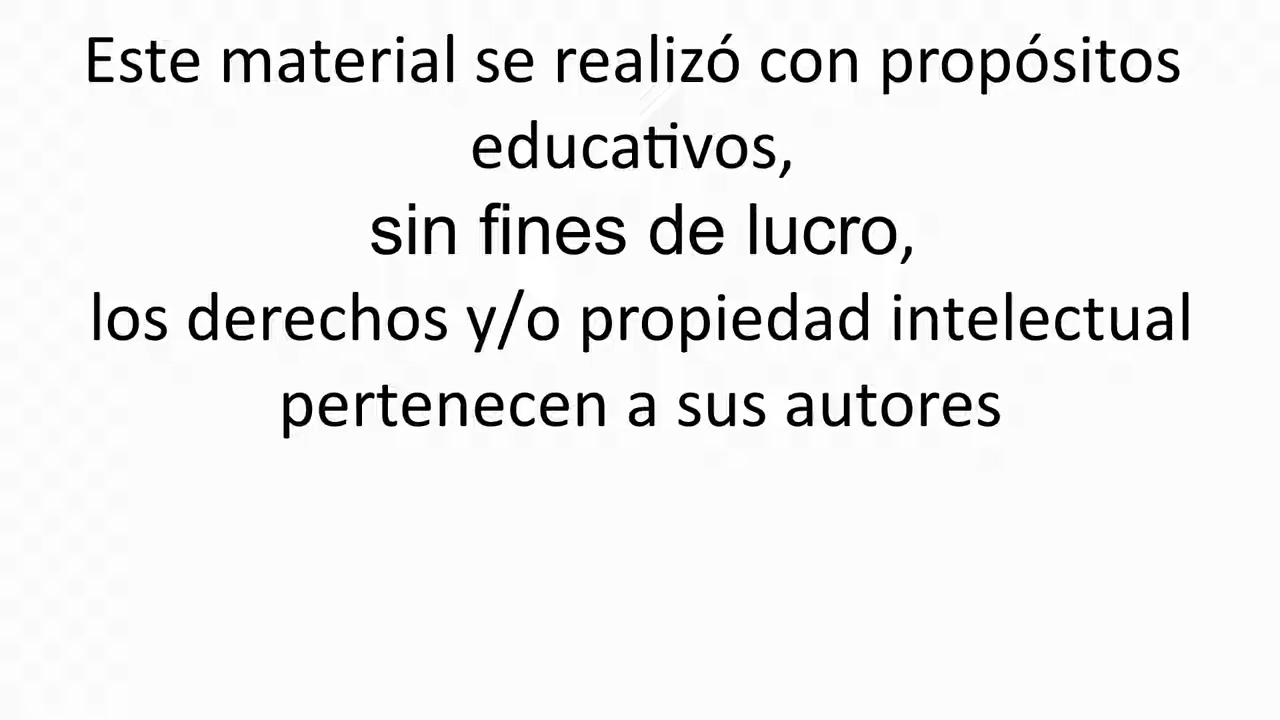 Este material se realizó con propósitos
educativos,
sin fines de lucro,
los derechos y/o propiedad intelectual
pertenecen a sus autores